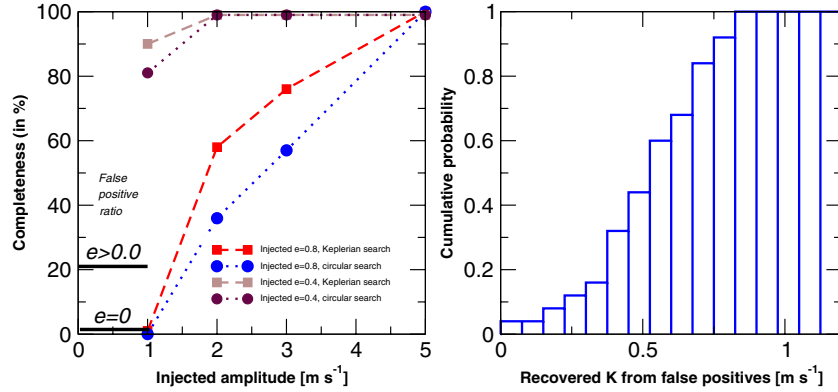 100
80
60
40
20
0
Completeness (in %)
False
positive
ratio
e>0.0
e=0
Injected e=0.8, Keplerian search
Injected e=0.8, circular search
Injected e=0.4, Keplerian search
Injected e=0.4, circular search
0 1 2 3 4 5
Injected amplitude [m s⁻¹]
1
0.8
0.6
0.4
0.2
0
Cumulative probability
0 0.5 1
Recovered K from false positives [m s⁻¹]